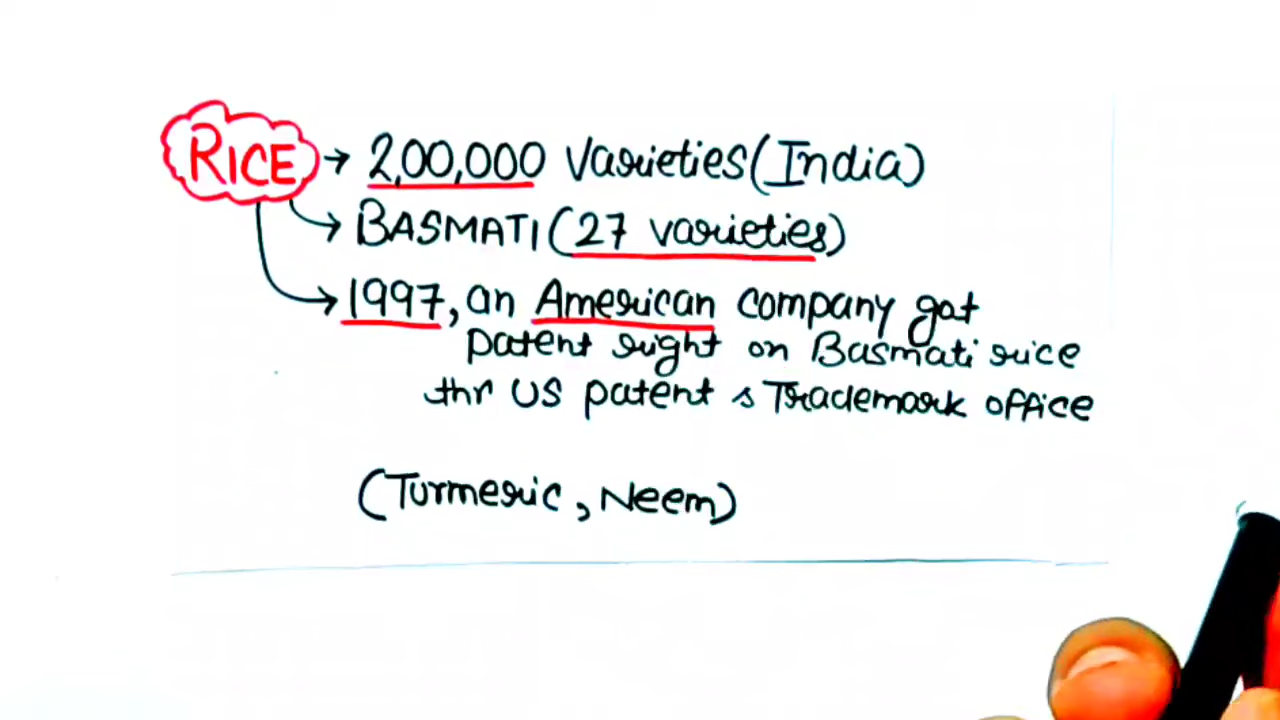 RICE → 2,00,000 Varieties (India)
→ BASMATI (27 varieties)
→ 1997, an American company got
patent right on Basmati rice
thr US patent & Trademark office
(Turmeric, Neem)